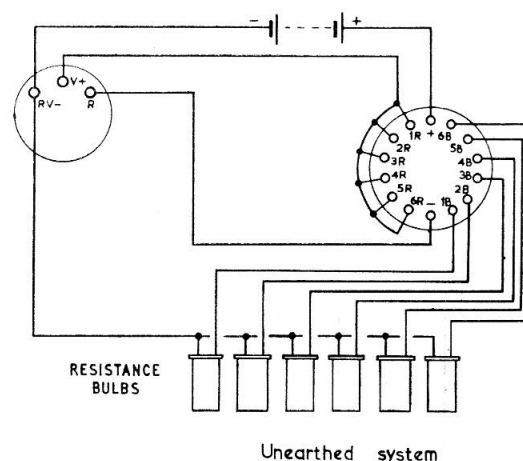 - +
V+
RV- R
1R + 6B
2R 5B
3R 4B
4R 3B
5R 2B
6R - 1B
RESISTANCE
BULBS
Unearthed system